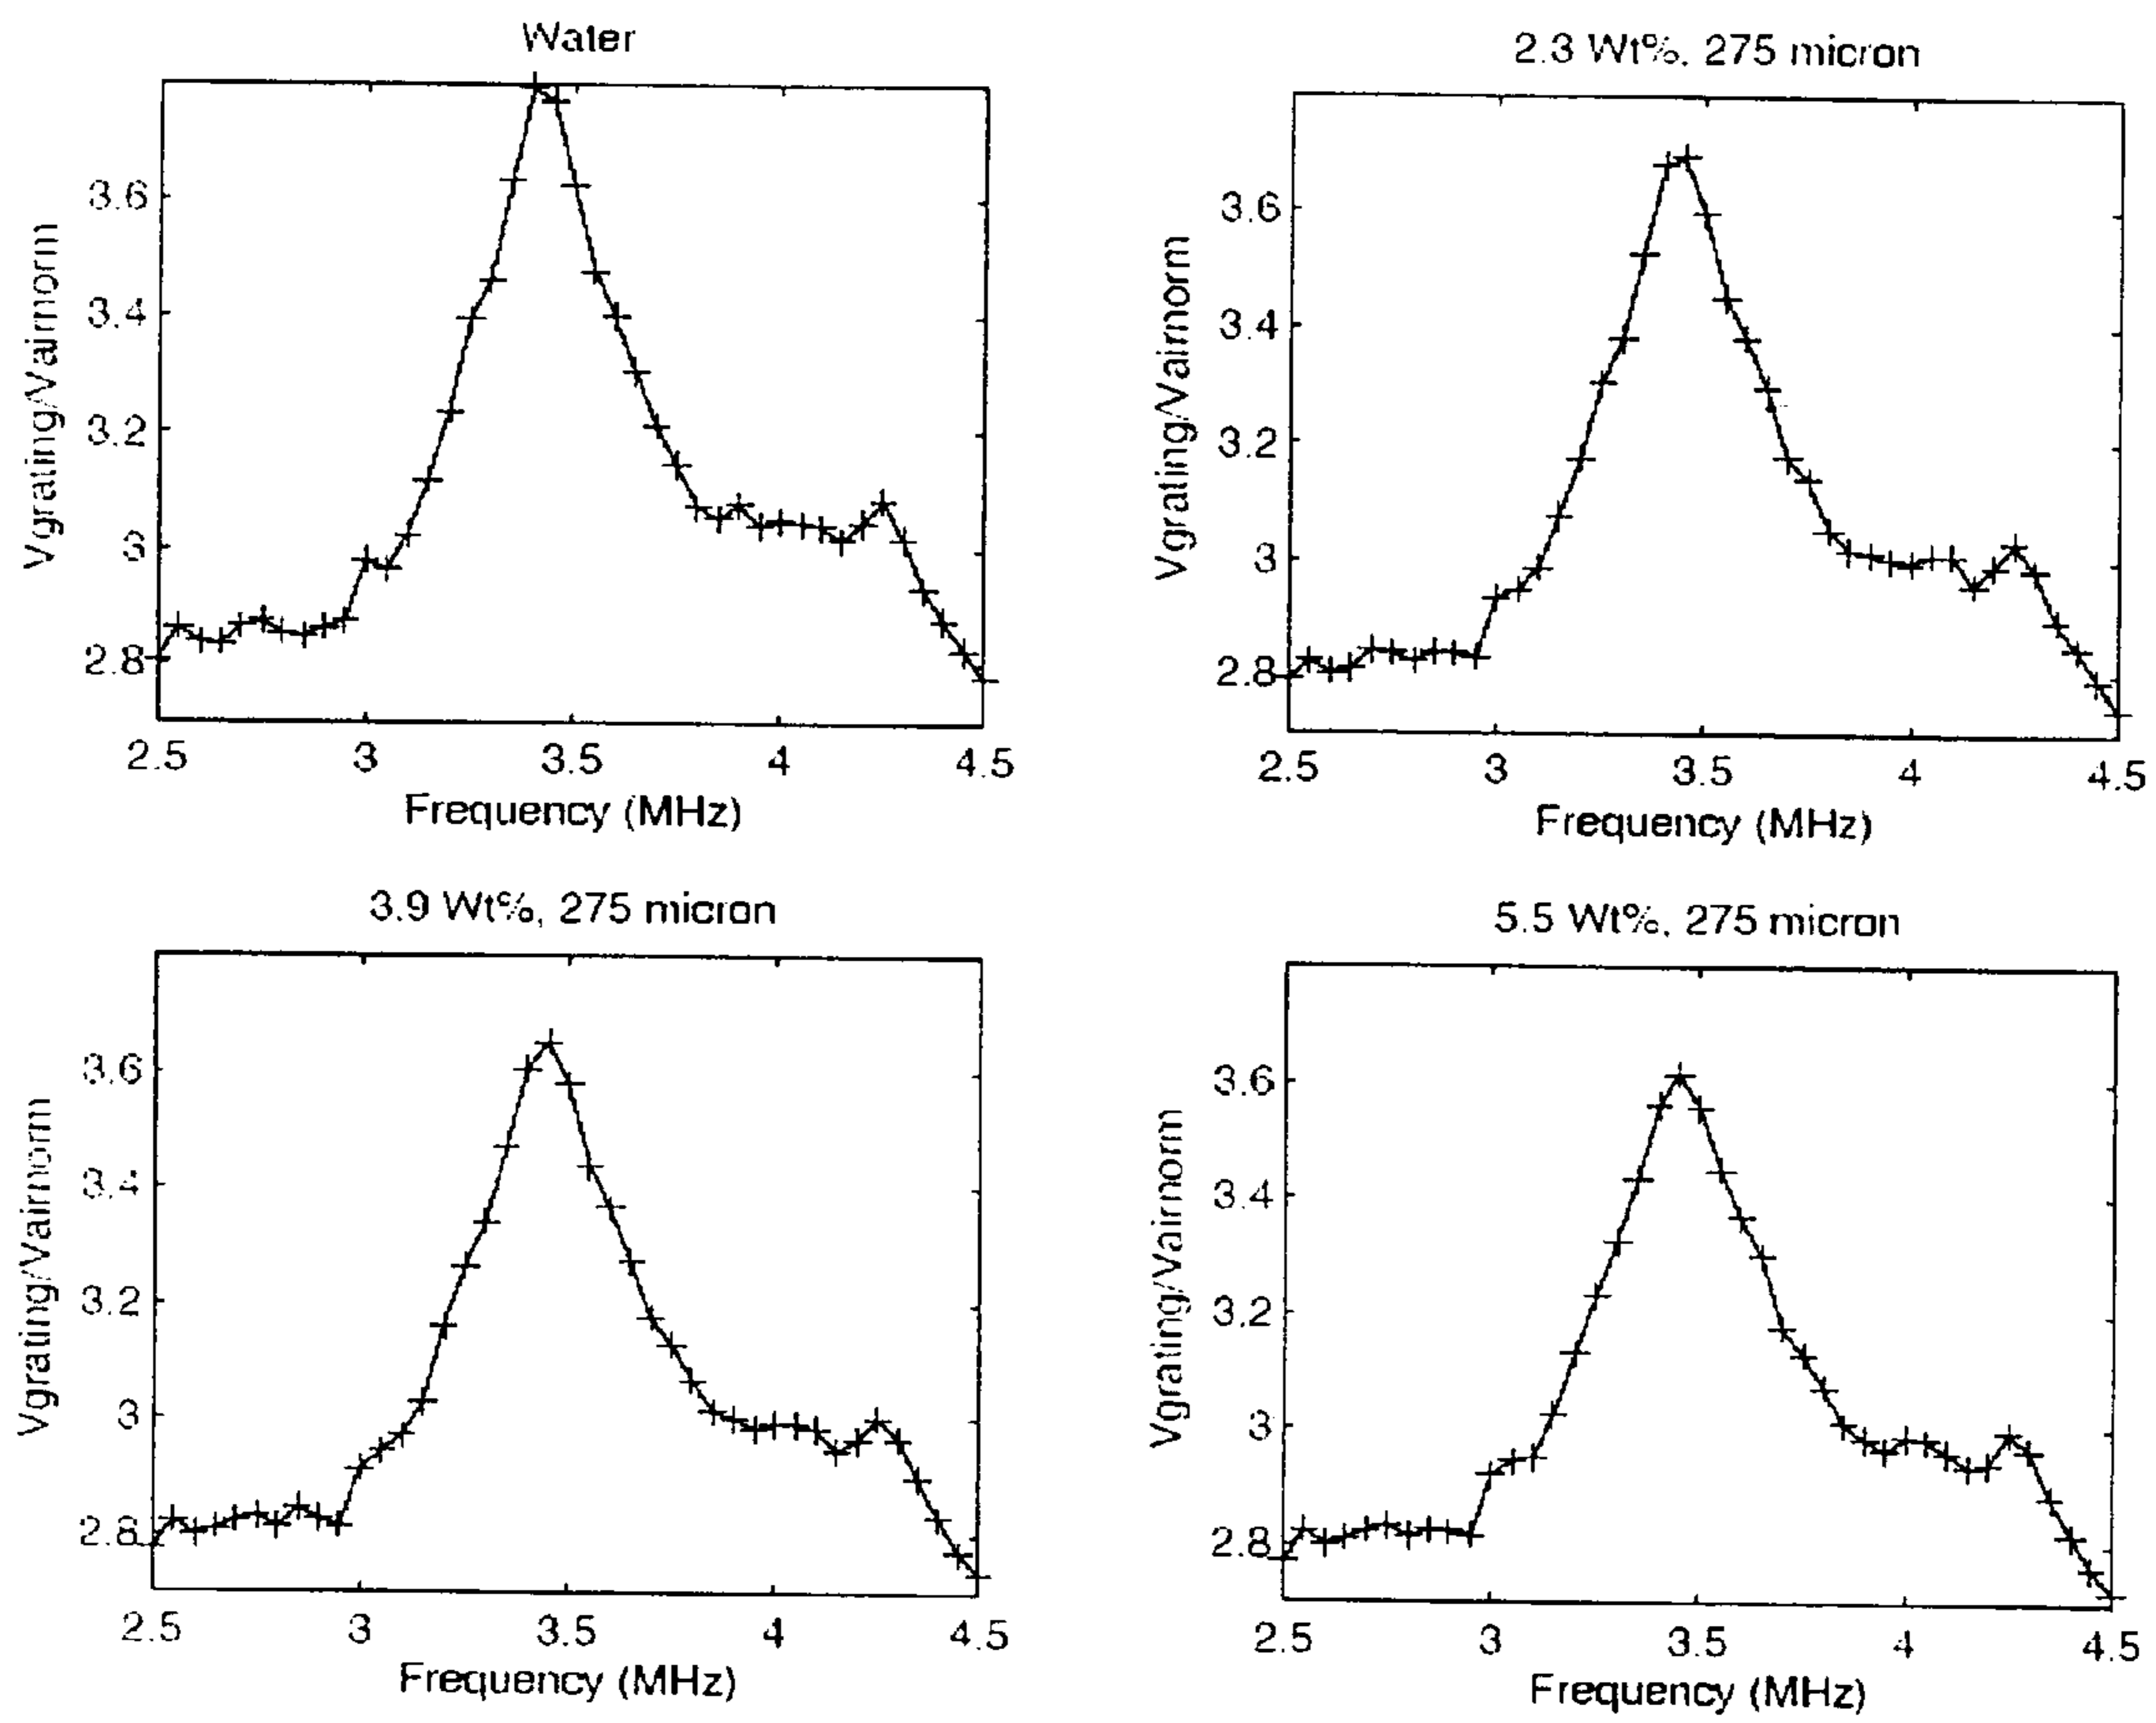 Water
Vgrating/Vairnorm
3.6
3.4
3.2
3
2.8
2.5 3 3.5 4 4.5
Frequency (MHz)
2.3 Wt%, 275 micron
Vgrating/Vairnorm
3.6
3.4
3.2
3
2.8
2.5 3 3.5 4 4.5
Frequency (MHz)
3.9 Wt%, 275 micron
Vgrating/Vairnorm
3.6
3.4
3.2
3
2.8
2.5 3 3.5 4 4.5
Frequency (MHz)
5.5 Wt%, 275 micron
Vgrating/Vairnorm
3.6
3.4
3.2
3
2.8
2.5 3 3.5 4 4.5
Frequency (MHz)